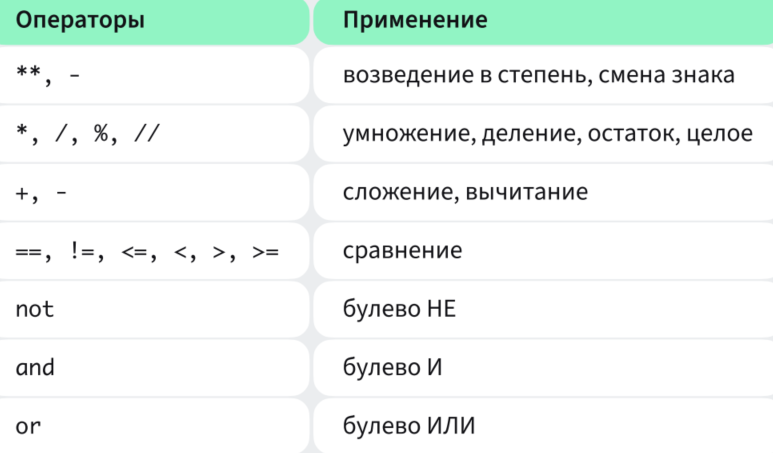 Операторы Применение
**, - возведение в степень, смена знака
*, /, %, // умножение, деление, остаток, целое
+, - сложение, вычитание
==, !=, <=, <, >, >= сравнение
not булево НЕ
and булево И
or булево ИЛИ